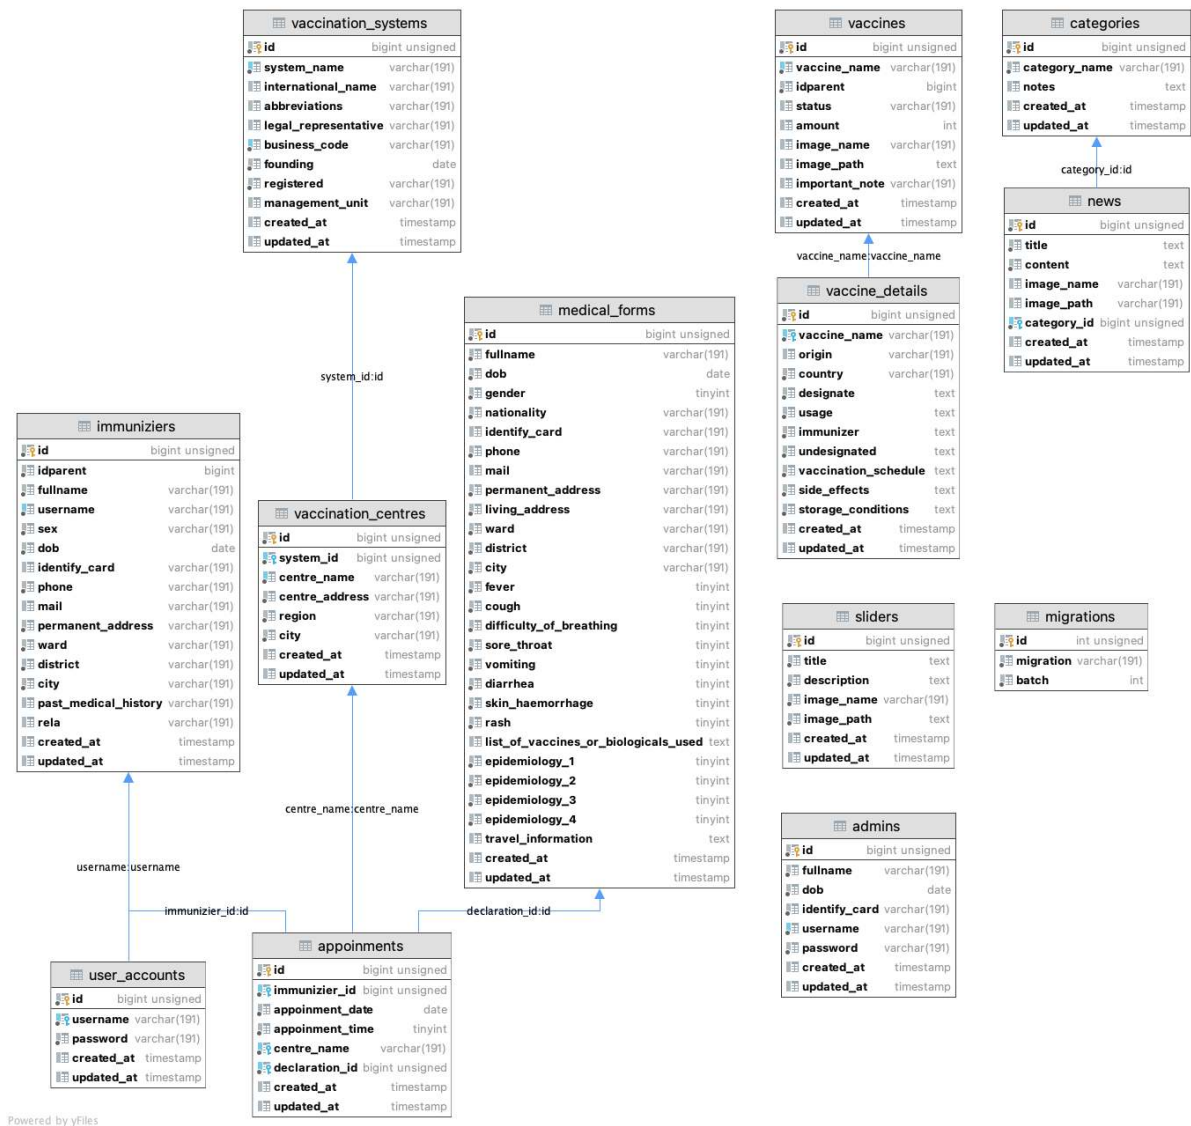 vaccination_systems
id bigint unsigned
system_name varchar(191)
international_name varchar(191)
abbreviations varchar(191)
legal_representative varchar(191)
business_code varchar(191)
founding date
registered varchar(191)
management_unit varchar(191)
created_at timestamp
updated_at timestamp
vaccines
id bigint unsigned
vaccine_name varchar(191)
idparent bigint
status varchar(191)
amount int
image_name varchar(191)
image_path text
important_note varchar(191)
created_at timestamp
updated_at timestamp
categories
id bigint unsigned
category_name varchar(191)
notes text
created_at timestamp
updated_at timestamp
category_id:id
news
id bigint unsigned
title text
content text
image_name varchar(191)
image_path varchar(191)
category_id bigint unsigned
created_at timestamp
updated_at timestamp
vaccine_name:vaccine_name
vaccine_details
id bigint unsigned
vaccine_name varchar(191)
origin varchar(191)
country varchar(191)
designate text
usage text
immunizer text
undesignated text
vaccination_schedule text
side_effects text
storage_conditions text
created_at timestamp
updated_at timestamp
system_id:id
medical_forms
id bigint unsigned
fullname varchar(191)
dob date
gender tinyint
nationality varchar(191)
identify_card varchar(191)
phone varchar(191)
mail varchar(191)
permanent_address varchar(191)
living_address varchar(191)
ward varchar(191)
district varchar(191)
city varchar(191)
fever tinyint
cough tinyint
difficulty_of_breathing tinyint
sore_throat tinyint
vomiting tinyint
diarrhea tinyint
skin_haemorrhage tinyint
rash tinyint
list_of_vaccines_or_biologicals_used text
epidemiology_1 tinyint
epidemiology_2 tinyint
epidemiology_3 tinyint
epidemiology_4 tinyint
travel_information text
created_at timestamp
updated_at timestamp
immuniziers
id bigint unsigned
idparent bigint
fullname varchar(191)
username varchar(191)
sex varchar(191)
dob date
identify_card varchar(191)
phone varchar(191)
mail varchar(191)
permanent_address varchar(191)
ward varchar(191)
district varchar(191)
city varchar(191)
past_medical_history varchar(191)
rela varchar(191)
created_at timestamp
updated_at timestamp
vaccination_centres
id bigint unsigned
system_id bigint unsigned
centre_name varchar(191)
centre_address varchar(191)
region varchar(191)
city varchar(191)
created_at timestamp
updated_at timestamp
sliders
id bigint unsigned
title text
description text
image_name varchar(191)
image_path text
created_at timestamp
updated_at timestamp
migrations
id int unsigned
migration varchar(191)
batch int
centre_name:centre_name
admins
id bigint unsigned
fullname varchar(191)
dob date
identify_card varchar(191)
username varchar(191)
password varchar(191)
created_at timestamp
updated_at timestamp
username:username
immunizier_id:id
declaration_id:id
appoinments
id bigint unsigned
immunizier_id bigint unsigned
appoinment_date date
appoinment_time tinyint
centre_name varchar(191)
declaration_id bigint unsigned
created_at timestamp
updated_at timestamp
user_accounts
id bigint unsigned
username varchar(191)
password varchar(191)
created_at timestamp
updated_at timestamp
Powered by yFiles